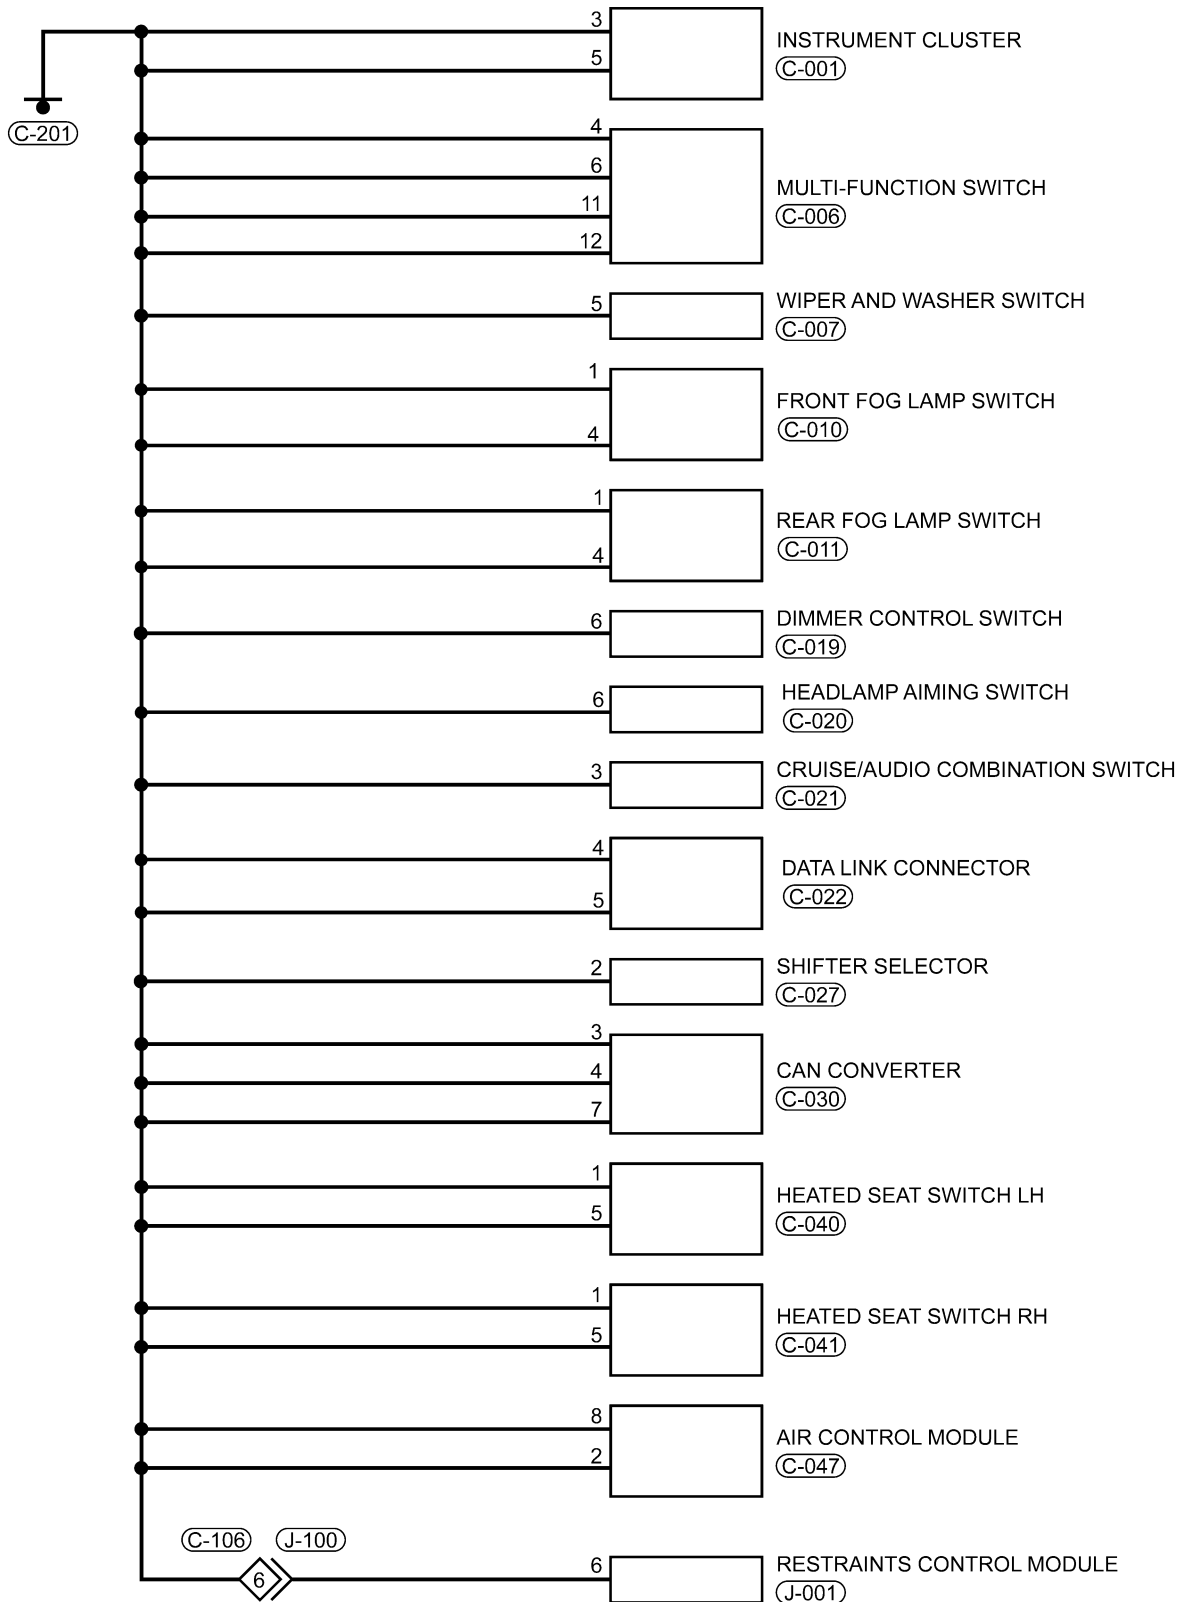 3
INSTRUMENT CLUSTER
5
C-001
C-201
4
6
MULTI-FUNCTION SWITCH
11
C-006
12
5
WIPER AND WASHER SWITCH
C-007
1
FRONT FOG LAMP SWITCH
C-010
4
1
REAR FOG LAMP SWITCH
C-011
4
6
DIMMER CONTROL SWITCH
C-019
6
HEADLAMP AIMING SWITCH
C-020
3
CRUISE/AUDIO COMBINATION SWITCH
C-021
4
DATA LINK CONNECTOR
5
C-022
2
SHIFTER SELECTOR
C-027
3
4
CAN CONVERTER
7
C-030
1
HEATED SEAT SWITCH LH
5
C-040
1
HEATED SEAT SWITCH RH
5
C-041
8
AIR CONTROL MODULE
2
C-047
C-106 J-100
6
6
RESTRAINTS CONTROL MODULE
J-001